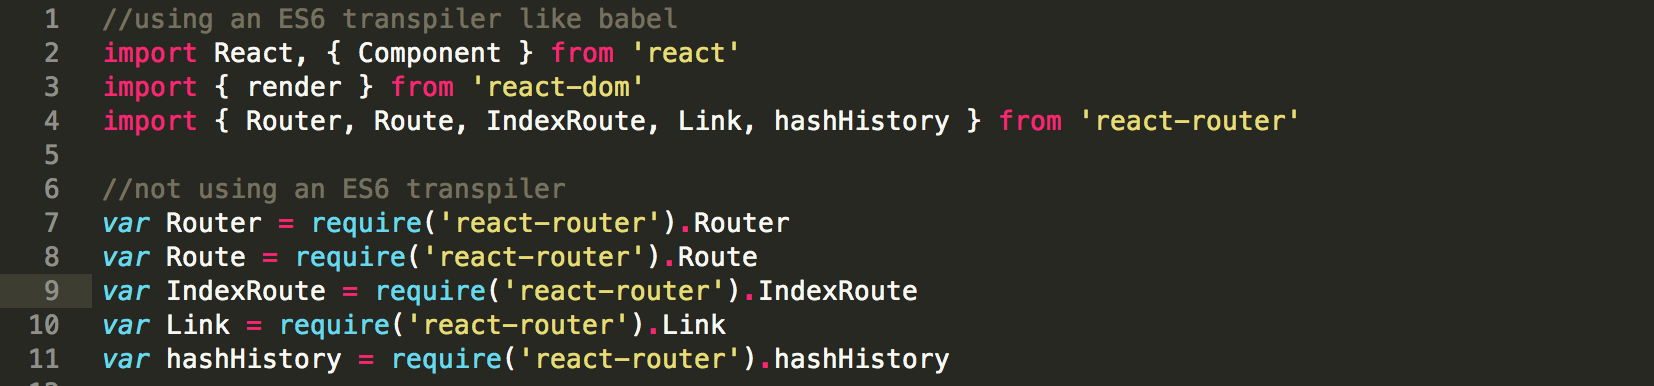 1 //using an ES6 transpiler like babel
2 import React, { Component } from 'react'
3 import { render } from 'react-dom'
4 import { Router, Route, IndexRoute, Link, hashHistory } from 'react-router'
5
6 //not using an ES6 transpiler
7 var Router = require('react-router').Router
8 var Route = require('react-router').Route
9 var IndexRoute = require('react-router').IndexRoute
10 var Link = require('react-router').Link
11 var hashHistory = require('react-router').hashHistory